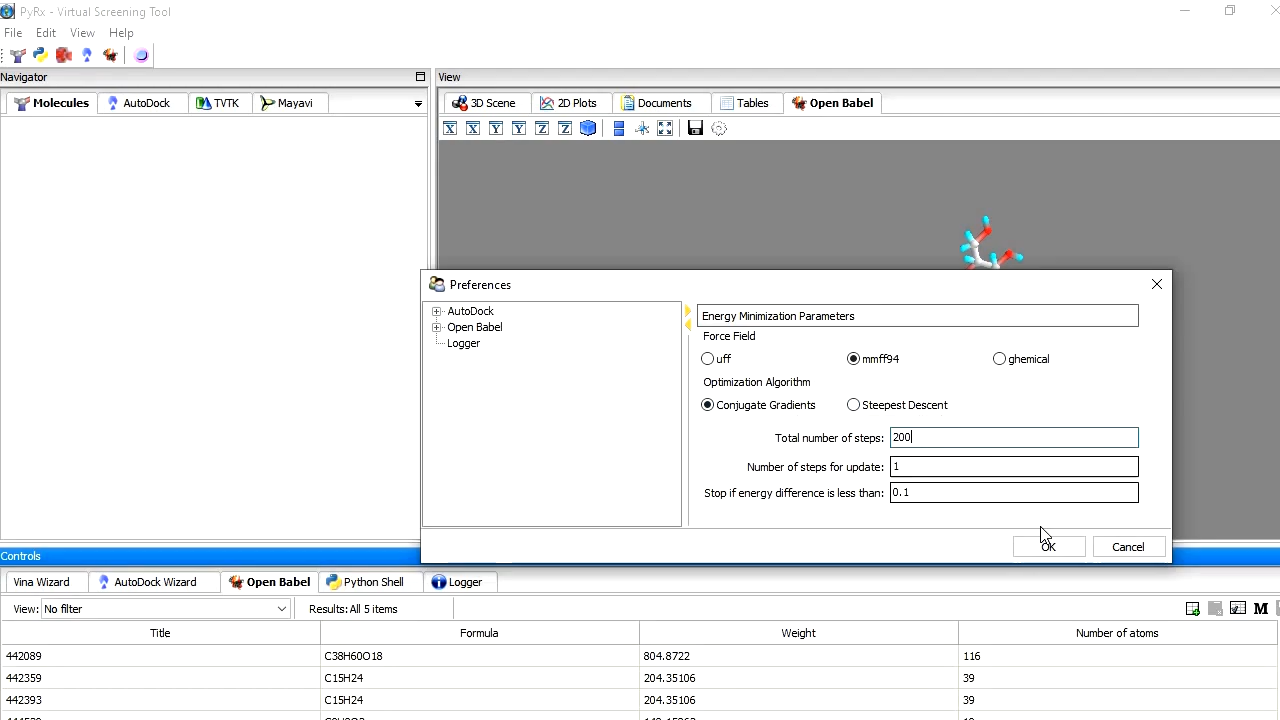 PyRx - Virtual Screening Tool
File Edit View Help
Navigator
View
Molecules AutoDock TVTK Mayavi
3D Scene 2D Plots Documents Tables Open Babel
X X Y Y Z Z
Preferences
AutoDock
Open Babel
Logger
Energy Minimization Parameters
Force Field
uff mmff94 ghemical
Optimization Algorithm
Conjugate Gradients Steepest Descent
Total number of steps: 200
Number of steps for update: 1
Stop if energy difference is less than: 0.1
OK Cancel
Controls
Vina Wizard AutoDock Wizard Open Babel Python Shell Logger
View: No filter Results: All 5 items M
Title Formula Weight Number of atoms
442089 C38H60O18 804.8722 116
442359 C15H24 204.35106 39
442393 C15H24 204.35106 39